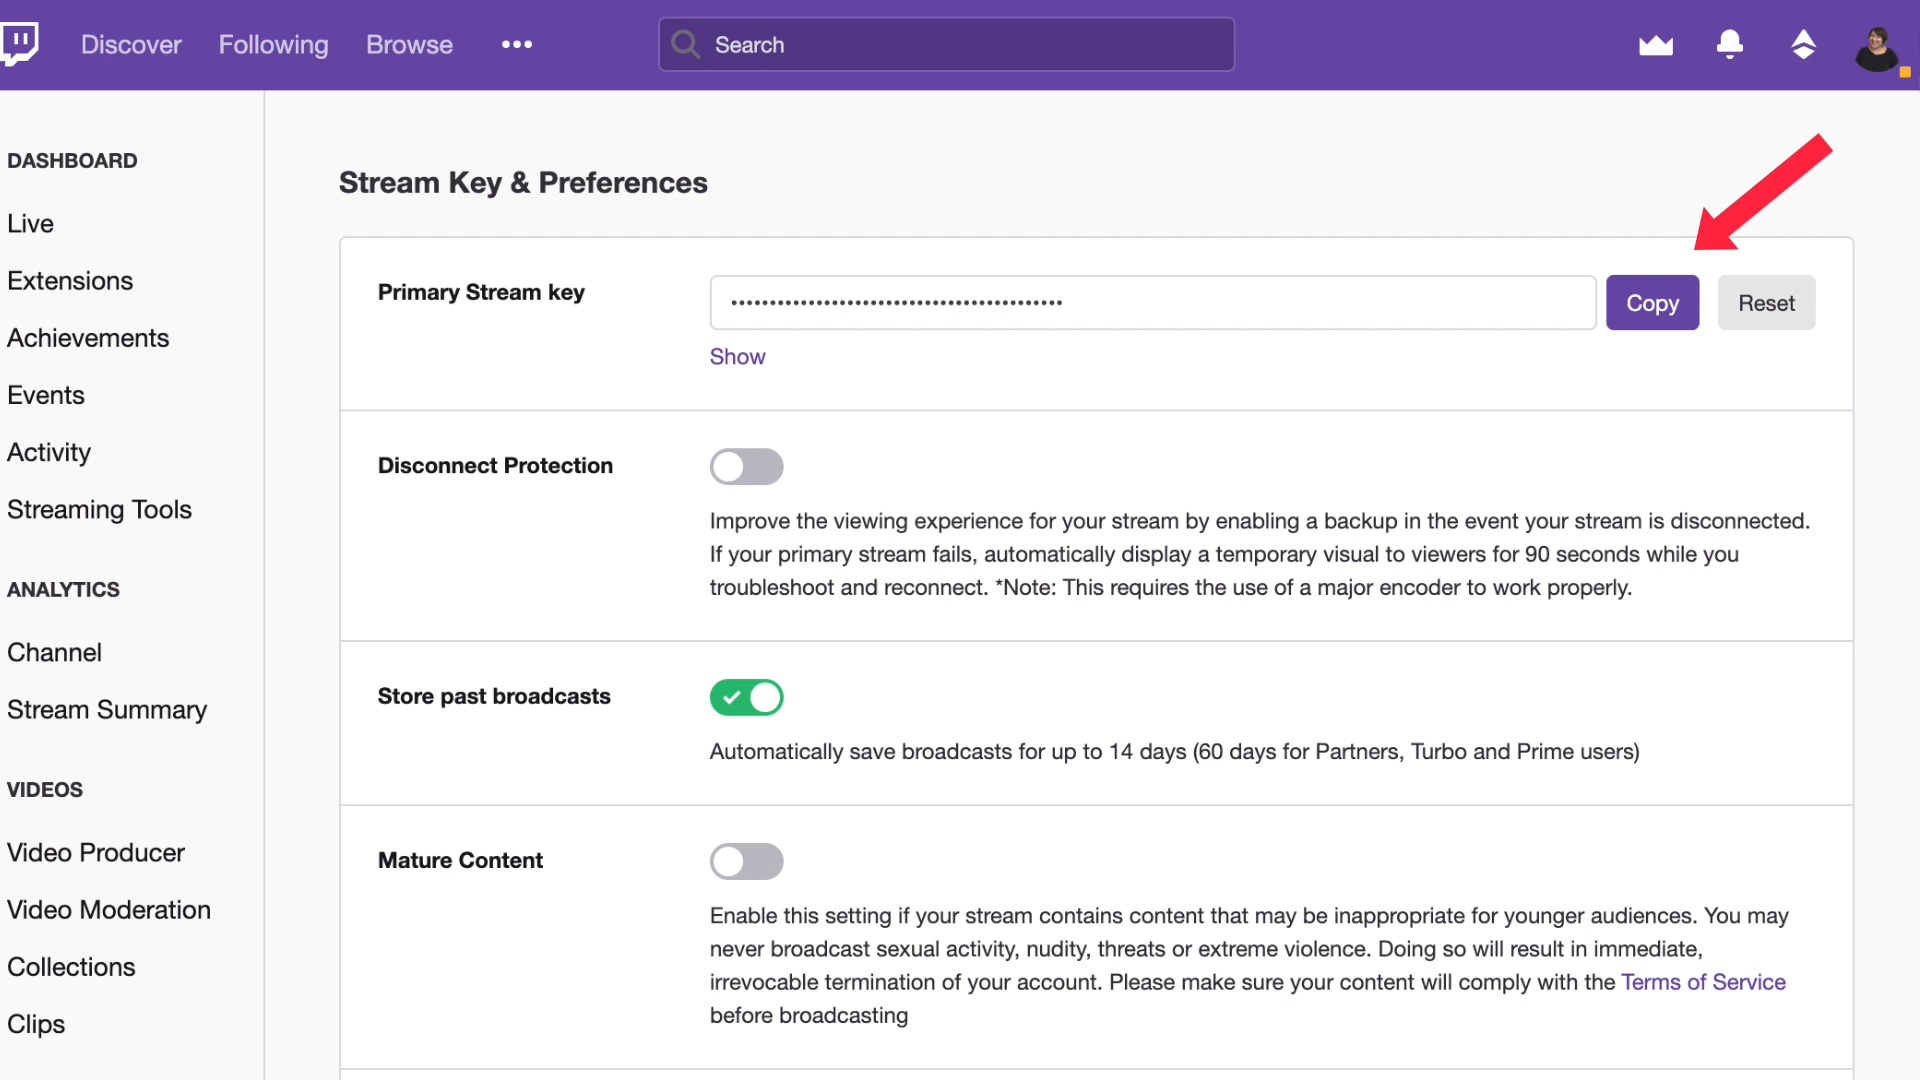 Discover Following Browse ••• Search
DASHBOARD
Live
Extensions
Achievements
Events
Activity
Streaming Tools
ANALYTICS
Channel
Stream Summary
VIDEOS
Video Producer
Video Moderation
Collections
Clips
Stream Key & Preferences
Primary Stream key
Copy Reset
Show
Disconnect Protection
Improve the viewing experience for your stream by enabling a backup in the event your stream is disconnected.
If your primary stream fails, automatically display a temporary visual to viewers for 90 seconds while you
troubleshoot and reconnect. *Note: This requires the use of a major encoder to work properly.
Store past broadcasts
Automatically save broadcasts for up to 14 days (60 days for Partners, Turbo and Prime users)
Mature Content
Enable this setting if your stream contains content that may be inappropriate for younger audiences. You may
never broadcast sexual activity, nudity, threats or extreme violence. Doing so will result in immediate,
irrevocable termination of your account. Please make sure your content will comply with the Terms of Service
before broadcasting